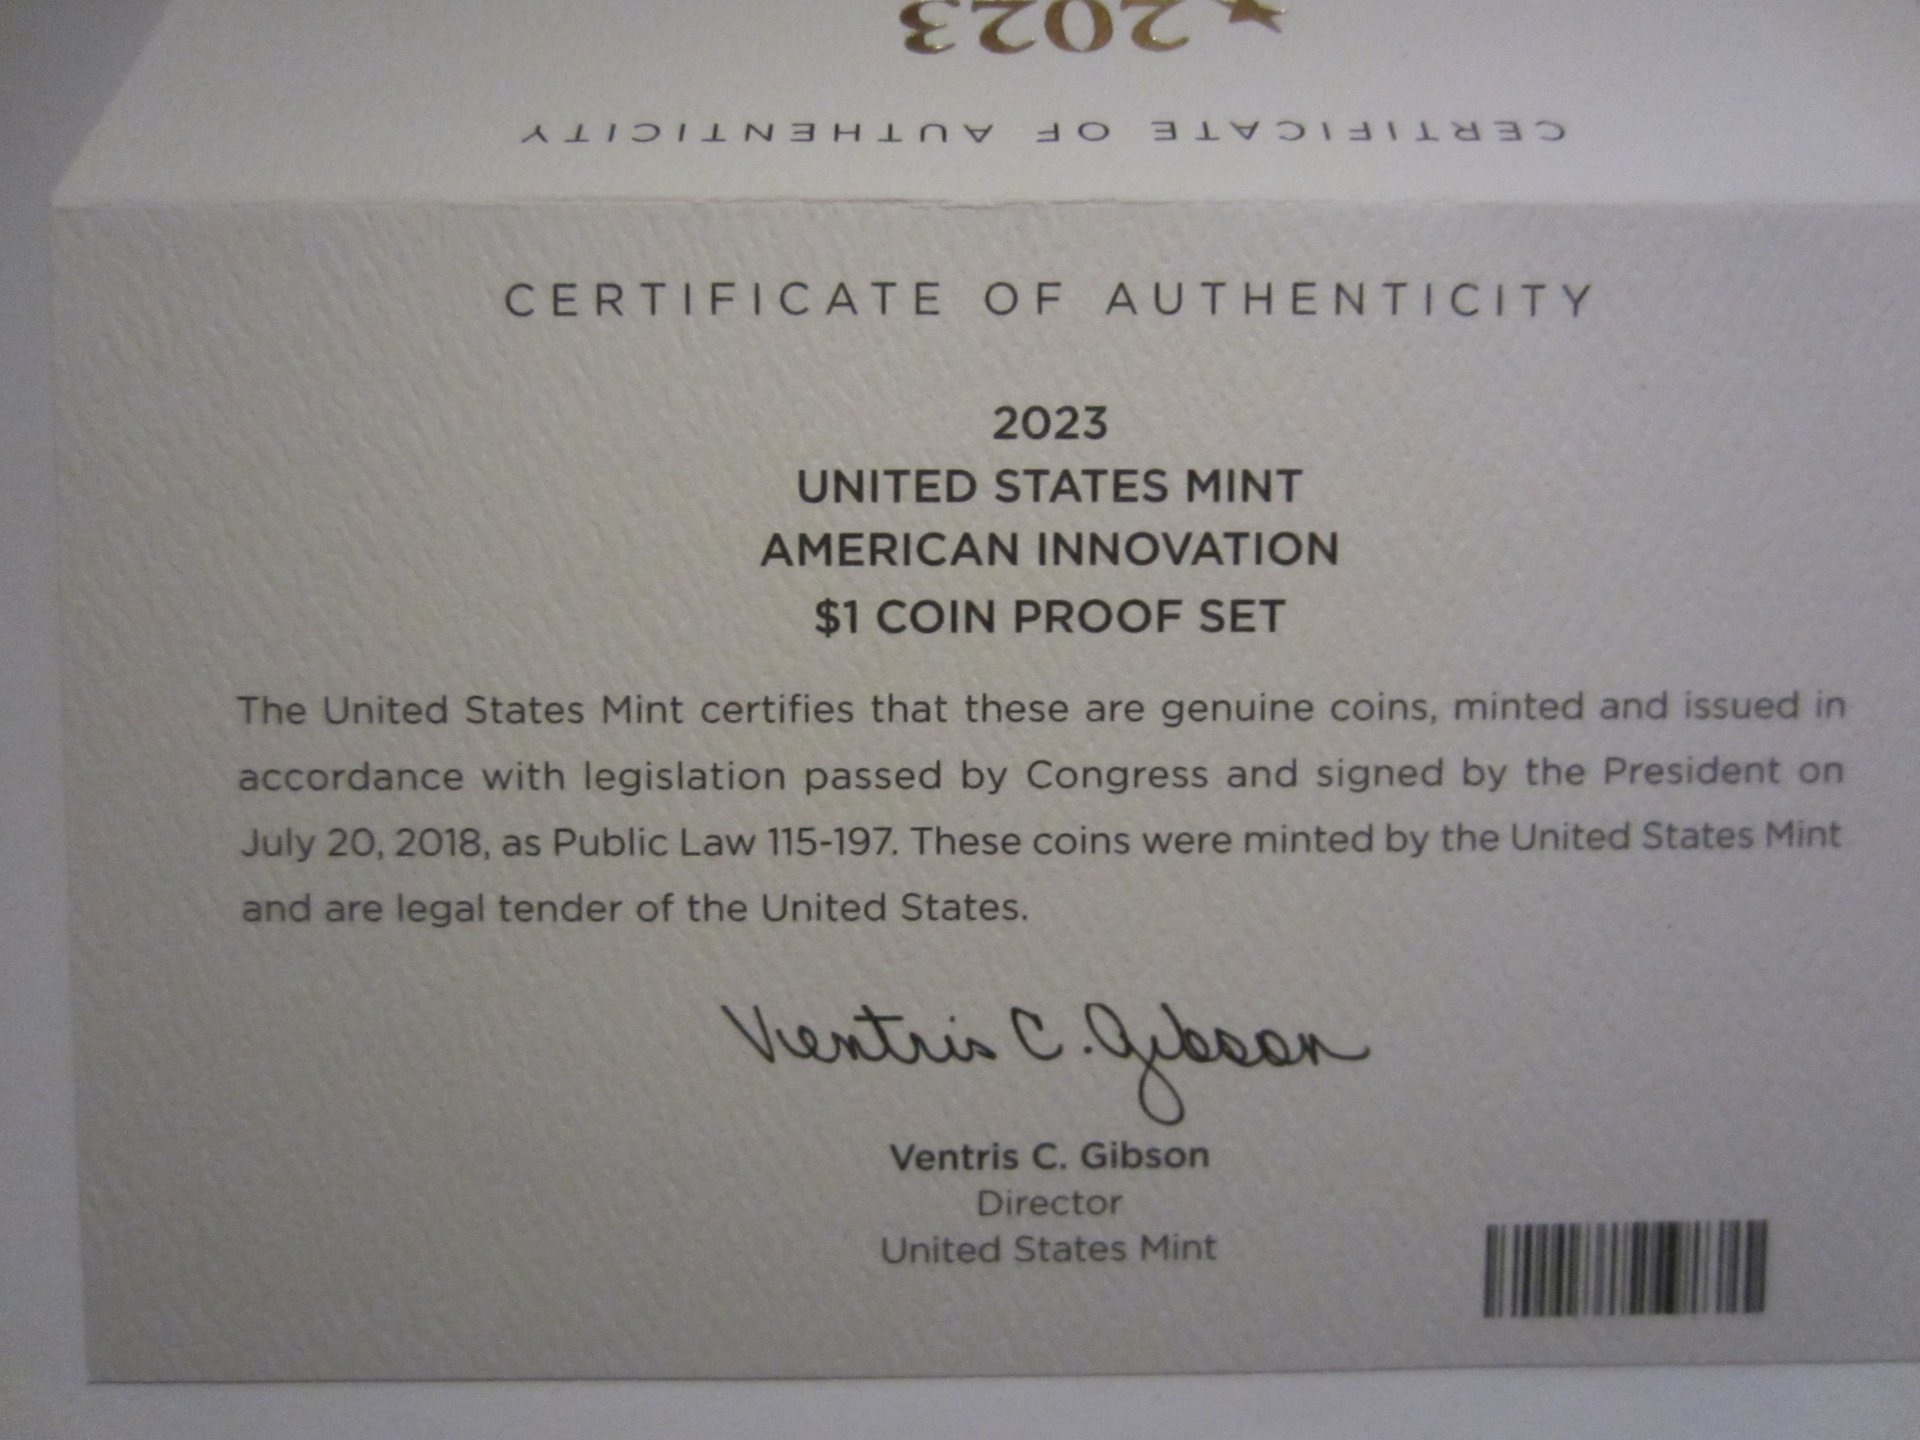 2023
CERTIFICATE OF AUTHENTICITY
CERTIFICATE OF AUTHENTICITY
2023
UNITED STATES MINT
AMERICAN INNOVATION
$1 COIN PROOF SET
The United States Mint certifies that these are genuine coins, minted and issued in
accordance with legislation passed by Congress and signed by the President on
July 20, 2018, as Public Law 115-197. These coins were minted by the United States Mint
and are legal tender of the United States.
Ventris C. Gibson
Ventris C. Gibson
Director
United States Mint